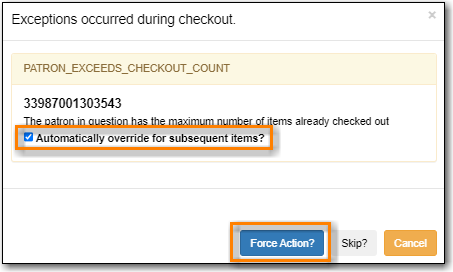 Exceptions occurred during checkout.
×
PATRON_EXCEEDS_CHECKOUT_COUNT
33987001303543
The patron in question has the maximum number of items already checked out
Automatically override for subsequent items?
Force Action? Skip? Cancel